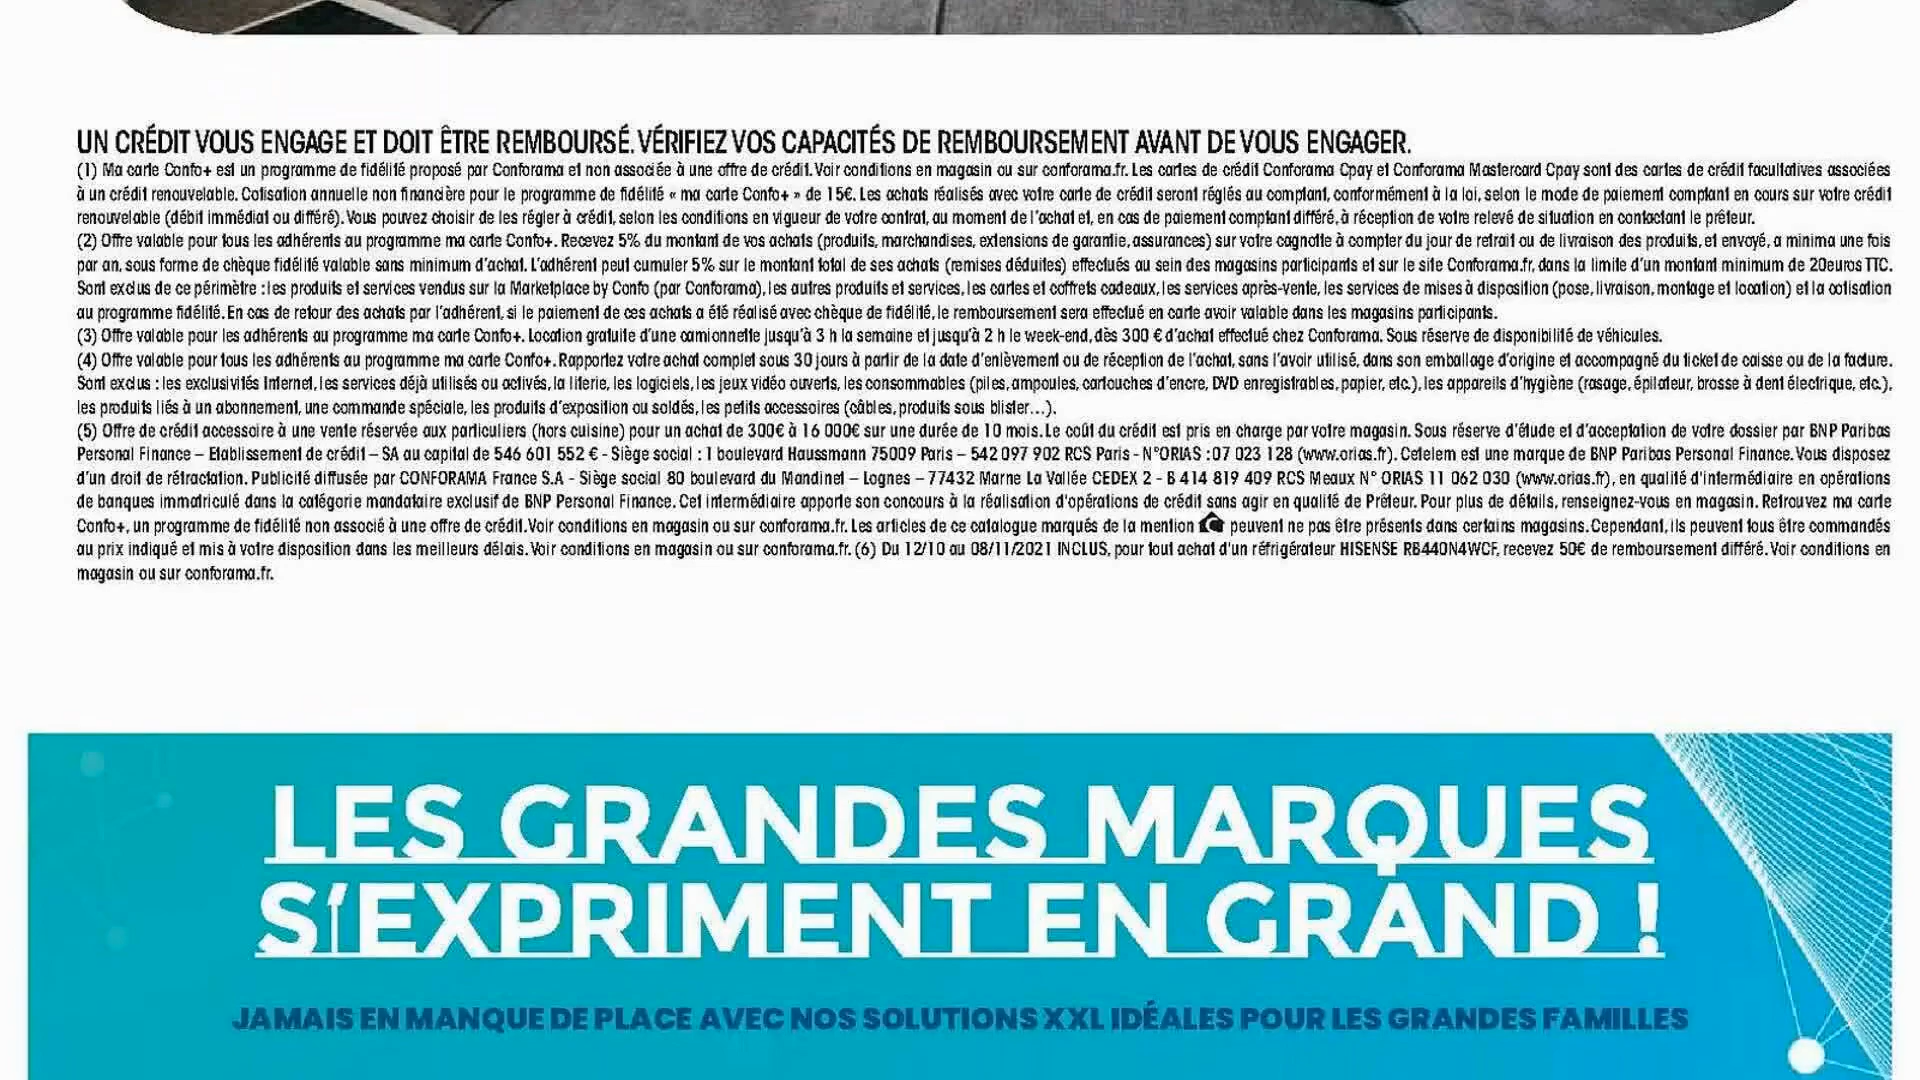 UN CRÉDIT VOUS ENGAGE ET DOIT ÊTRE REMBOURSÉ. VÉRIFIEZ VOS CAPACITÉS DE REMBOURSEMENT AVANT DE VOUS ENGAGER.
(1) Ma carte Confo+ est un programme de fidélité proposé par Conforama et non associée à une offre de crédit. Voir conditions en magasin ou sur conforama.fr. Les cartes de crédit Conforama Cpay et Conforama Mastercard Cpay sont des cartes de crédit facultatives associées
à un crédit renouvelable. Cotisation annuelle non financière pour le programme de fidélité « ma carte Confo+ » de 15€. Les achats réalisés avec votre carte de crédit seront réglés au comptant, conformément à la loi, selon le mode de paiement comptant en cours sur votre crédit
renouvelable (débit immédiat ou différé). Vous pouvez choisir de les régler à crédit, selon les conditions en vigueur de votre contrat, au moment de l'achat et, en cas de paiement comptant différé, à réception de votre relevé de situation en contactant le prêteur.
(2) Offre valable pour tous les adhérents au programme ma carte Confo+. Recevez 5% du montant de vos achats (produits, marchandises, extensions de garantie, assurances) sur votre cagnotte à compter du jour de retrait ou de livraison des produits, et envoyé, a minima une fois
par an, sous forme de chèque fidélité valable sans minimum d'achat. L'adhérent peut cumuler 5% sur le montant total de ses achats (remises déduites) effectués au sein des magasins participants et sur le site Conforama.fr, dans la limite d'un montant minimum de 20euros TTC.
Sont exclus de ce périmètre : les produits et services vendus sur la Marketplace by Confo (par Conforama), les autres produits et services, les cartes et coffrets cadeaux, les services après-vente, les services de mises à disposition (pose, livraison, montage et location) et la cotisation
au programme fidélité. En cas de retour des achats par l'adhérent, si le paiement de ces achats a été réalisé avec chèque de fidélité, le remboursement sera effectué en carte avoir valable dans les magasins participants.
(3) Offre valable pour les adhérents au programme ma carte Confo+. Location gratuite d'une camionnette jusqu'à 3 h la semaine et jusqu'à 2 h le week-end, dès 300 € d'achat effectué chez Conforama. Sous réserve de disponibilité de véhicules.
(4) Offre valable pour tous les adhérents au programme ma carte Confo+. Rapportez votre achat complet sous 30 jours à partir de la date d'enlèvement ou de réception de l'achat, sans l'avoir utilisé, dans son emballage d'origine et accompagné du ticket de caisse ou de la facture.
Sont exclus : les exclusivités Internet, les services déjà utilisés ou activés, la literie, les logiciels, les jeux vidéo ouverts, les consommables (piles, ampoules, cartouches d'encre, DVD enregistrables, papier, etc.), les appareils d'hygiène (rasage, épilateur, brosse à dent électrique, etc.),
les produits liés à un abonnement, une commande spéciale, les produits d'exposition ou soldés, les petits accessoires (câbles, produits sous blister...).
(5) Offre de crédit accessoire à une vente réservée aux particuliers (hors cuisine) pour un achat de 300€ à 16 000€ sur une durée de 10 mois. Le coût du crédit est pris en charge par votre magasin. Sous réserve d'étude et d'acceptation de votre dossier par BNP Paribas
Personal Finance – Etablissement de crédit – SA au capital de 546 601 552 € - Siège social : 1 boulevard Haussmann 75009 Paris – 542 097 902 RCS Paris - N°ORIAS : 07 023 128 (www.orias.fr). Cetelem est une marque de BNP Paribas Personal Finance. Vous disposez
d'un droit de rétractation. Publicité diffusée par CONFORAMA France S.A - Siège social 80 boulevard du Mandinet – Lognes – 77432 Marne La Vallée CEDEX 2 - B 414 819 409 RCS Meaux N° ORIAS 11 062 030 (www.orias.fr), en qualité d'intermédiaire en opérations
de banques immatriculé dans la catégorie mandataire exclusif de BNP Personal Finance. Cet intermédiaire apporte son concours à la réalisation d'opérations de crédit sans agir en qualité de Prêteur. Pour plus de détails, renseignez-vous en magasin. Retrouvez ma carte
Confo+, un programme de fidélité non associé à une offre de crédit. Voir conditions en magasin ou sur conforama.fr. Les articles de ce catalogue marqués de la mention peuvent ne pas être présents dans certains magasins. Cependant, ils peuvent tous être commandés
au prix indiqué et mis à votre disposition dans les meilleurs délais. Voir conditions en magasin ou sur conforama.fr. (6) Du 12/10 au 08/11/2021 INCLUS, pour tout achat d'un réfrigérateur HISENSE RB440N4WCF, recevez 50€ de remboursement différé. Voir conditions en
magasin ou sur conforama.fr.
LES GRANDES MARQUES
S'EXPRIMENT EN GRAND !
JAMAIS EN MANQUE DE PLACE AVEC NOS SOLUTIONS XXL IDÉALES POUR LES GRANDES FAMILLES